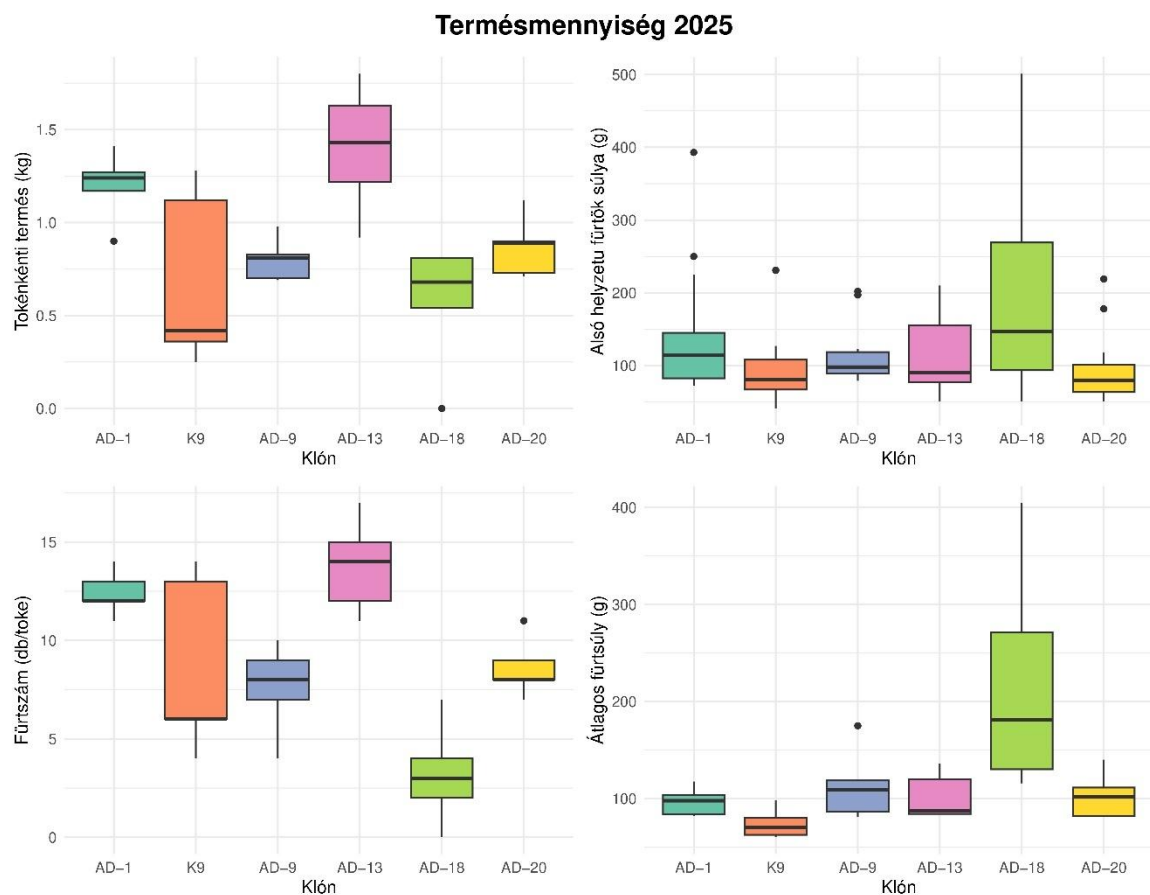 Termésmennyiség 2025
Tokénkénti termés (kg)
1.5
1.0
0.5
0.0
AD−1 K9 AD−9 AD−13 AD−18 AD−20
Klón
Alsó helyzetu fürtök súlya (g)
500
400
300
200
100
AD−1 K9 AD−9 AD−13 AD−18 AD−20
Klón
Fürtszám (db/toke)
15
10
5
0
AD−1 K9 AD−9 AD−13 AD−18 AD−20
Klón
Átlagos fürtsúly (g)
400
300
200
100
AD−1 K9 AD−9 AD−13 AD−18 AD−20
Klón